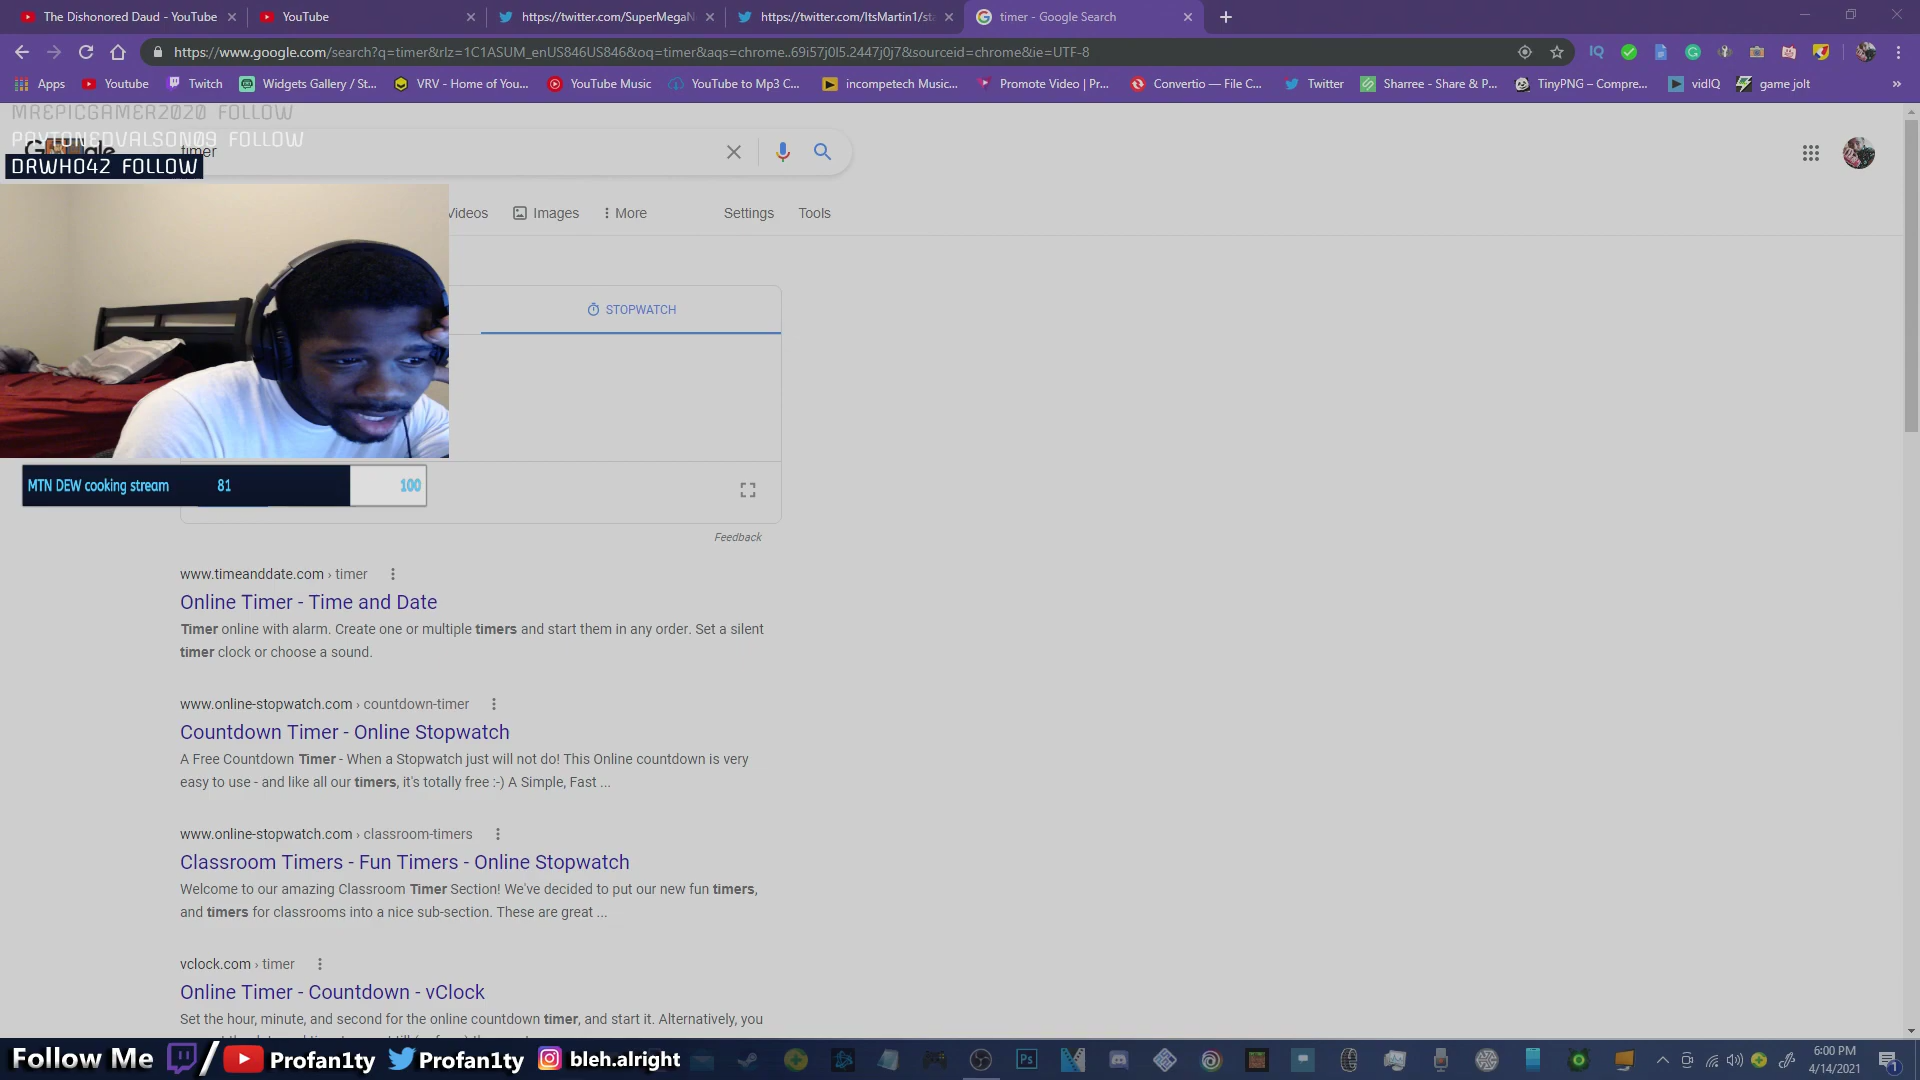 The Dishonored Daud - YouTube
YouTube
https://twitter.com/SuperMegaN
https://twitter.com/ItsMartin1/sta
timer - Google Search
https://www.google.com/search?q=timer&rlz=1C1ASUM_enUS846US846&oq=timer&aqs=chrome..69i57j0l5.2447j0j7&sourceid=chrome&ie=UTF-8
Apps
Youtube
Twitch
Widgets Gallery / St...
VRV - Home of You...
YouTube Music
YouTube to Mp3 C...
incompetech Music...
Promote Video | Pr...
Convertio — File C...
Twitter
Sharree - Share & P...
TinyPNG – Compre...
vidIQ
game jolt
»
MREPICGAMER2020 FOLLOW
PAYTONEDVALSON09 FOLLOW
timer
DRWHO42 FOLLOW
Videos
Images
More
Settings
Tools
STOPWATCH
MTN DEW cooking stream 81 100
Feedback
www.timeanddate.com › timer
Online Timer - Time and Date
Timer online with alarm. Create one or multiple timers and start them in any order. Set a silent
timer clock or choose a sound.
www.online-stopwatch.com › countdown-timer
Countdown Timer - Online Stopwatch
A Free Countdown Timer - When a Stopwatch just will not do! This Online countdown is very
easy to use - and like all our timers, it's totally free :-) A Simple, Fast ...
www.online-stopwatch.com › classroom-timers
Classroom Timers - Fun Timers - Online Stopwatch
Welcome to our amazing Classroom Timer Section! We've decided to put our new fun timers,
and timers for classrooms into a nice sub-section. These are great ...
vclock.com › timer
Online Timer - Countdown - vClock
Set the hour, minute, and second for the online countdown timer, and start it. Alternatively, you
Follow Me / Profan1ty Profan1ty bleh.alright
6:00 PM
4/14/2021